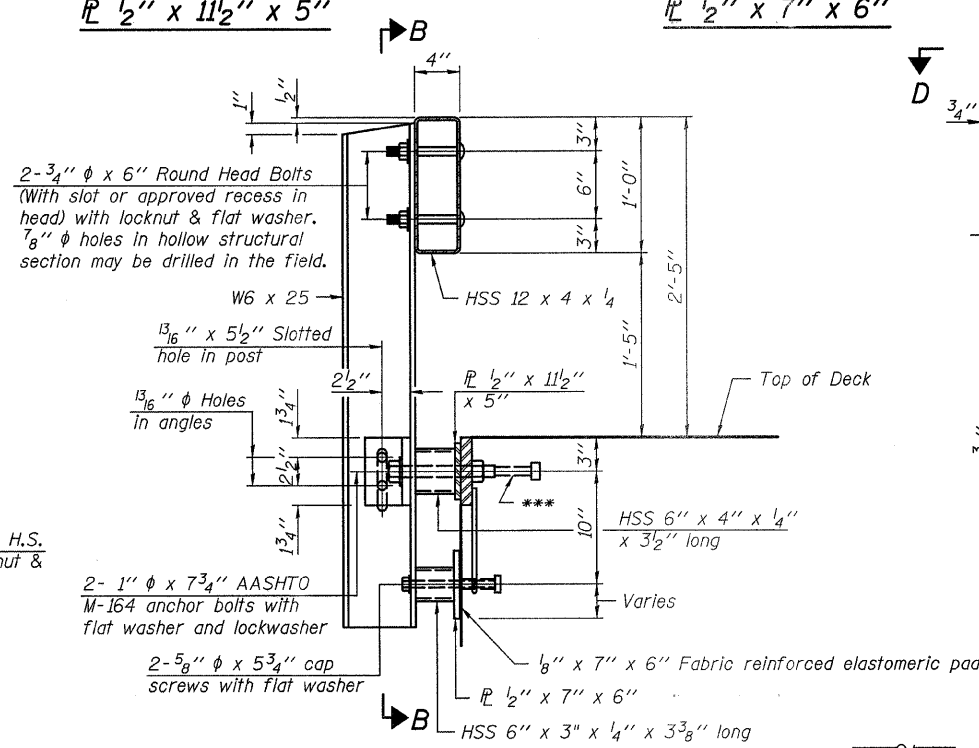 ℄ 1/2" x 11 1/2" x 5"
℄ 1/2" x 7" x 6"
B
4"
D
3/4"
1"
1/2"
3"
6"
3"
1'-0"
2'-5"
1'-5"
2-3/4" ϕ x 6" Round Head Bolts
(With slot or approved recess in
head) with locknut & flat washer.
7/8" ϕ holes in hollow structural
section may be drilled in the field.
HSS 12 x 4 x 1/4
W6 x 25
13/16" x 5 1/2" Slotted
hole in post
2 1/2"
℄ 1/2" x 11 1/2"
x 5"
Top of Deck
13/16" ϕ Holes
in angles
1 3/4"
2 1/2"
1 3/4"
3"
10"
***
HSS 6" x 4" x 1/4"
x 3 1/2" long
H.S.
nut &
2- 1" ϕ x 7 3/4" AASHTO
M-164 anchor bolts with
flat washer and lockwasher
Varies
2-5/8" ϕ x 5 3/4" cap
screws with flat washer
1/8" x 7" x 6" Fabric reinforced elastomeric pad
℄ 1/2" x 7" x 6"
B
HSS 6" x 3" x 1/4" x 3 3/8" long